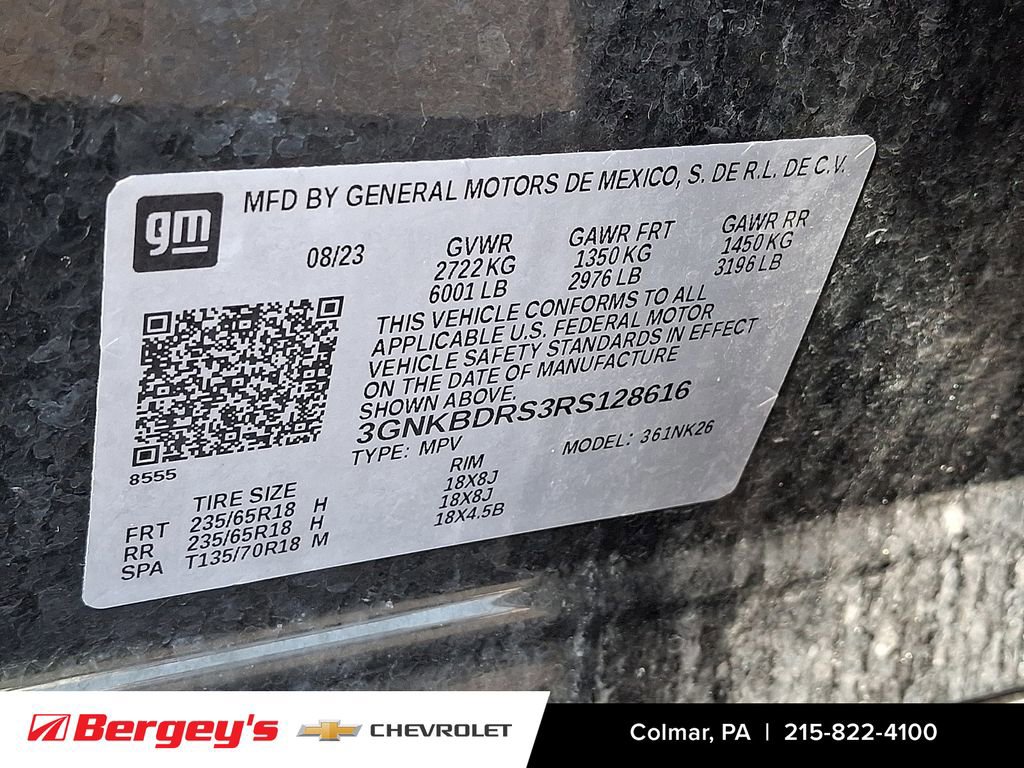 MFD BY GENERAL MOTORS DE MEXICO, S. DE R.L. DE C.V.
gm
08/23
GVWR
2722 KG
6001 LB
GAWR FRT
1350 KG
2976 LB
GAWR RR
1450 KG
3196 LB
THIS VEHICLE CONFORMS TO ALL
APPLICABLE U.S. FEDERAL MOTOR
VEHICLE SAFETY STANDARDS IN EFFECT
ON THE DATE OF MANUFACTURE
SHOWN ABOVE.
3GNKBDRS3RS128616
TYPE: MPV
MODEL: 361NK26
8555
TIRE SIZE
RIM
FRT 235/65R18 H 18X8J
RR 235/65R18 H 18X8J
SPA T135/70R18 M 18X4.5B
Bergey's CHEVROLET
Colmar, PA | 215-822-4100